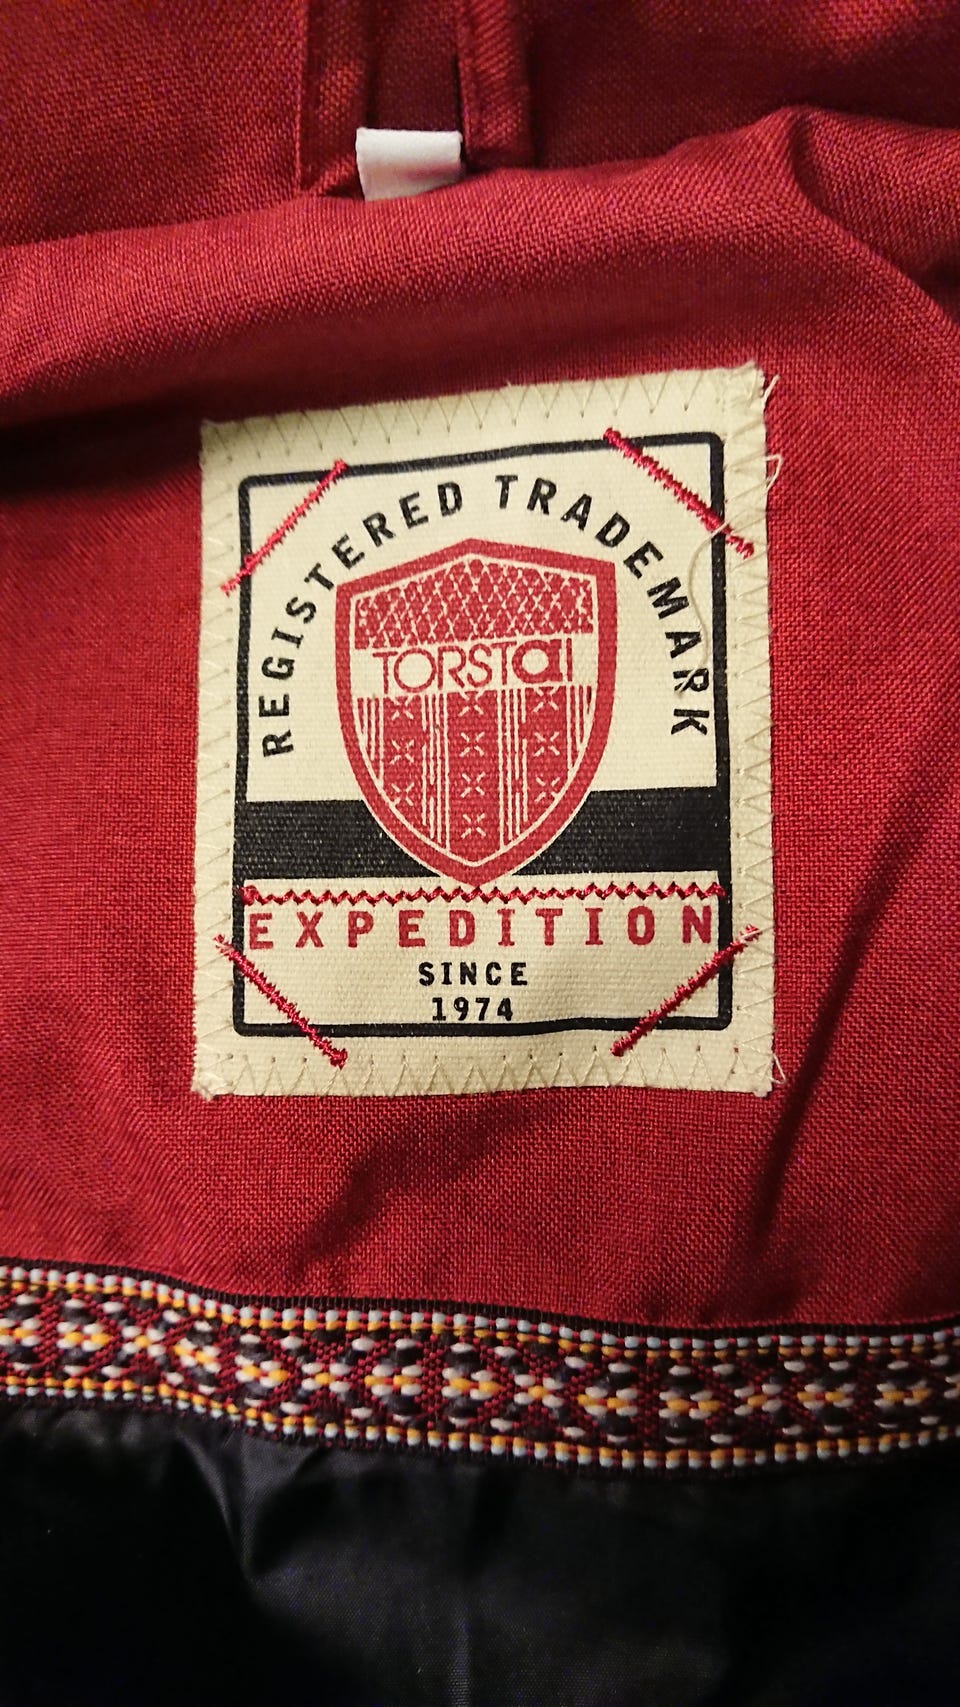 REGISTERED TRADEMARK
TORSTAI
EXPEDITION
SINCE
1974